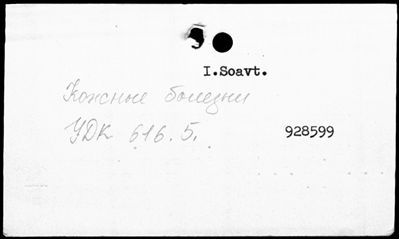 I.Soavt.
Кожные болезни
УДК 616.5. 928599